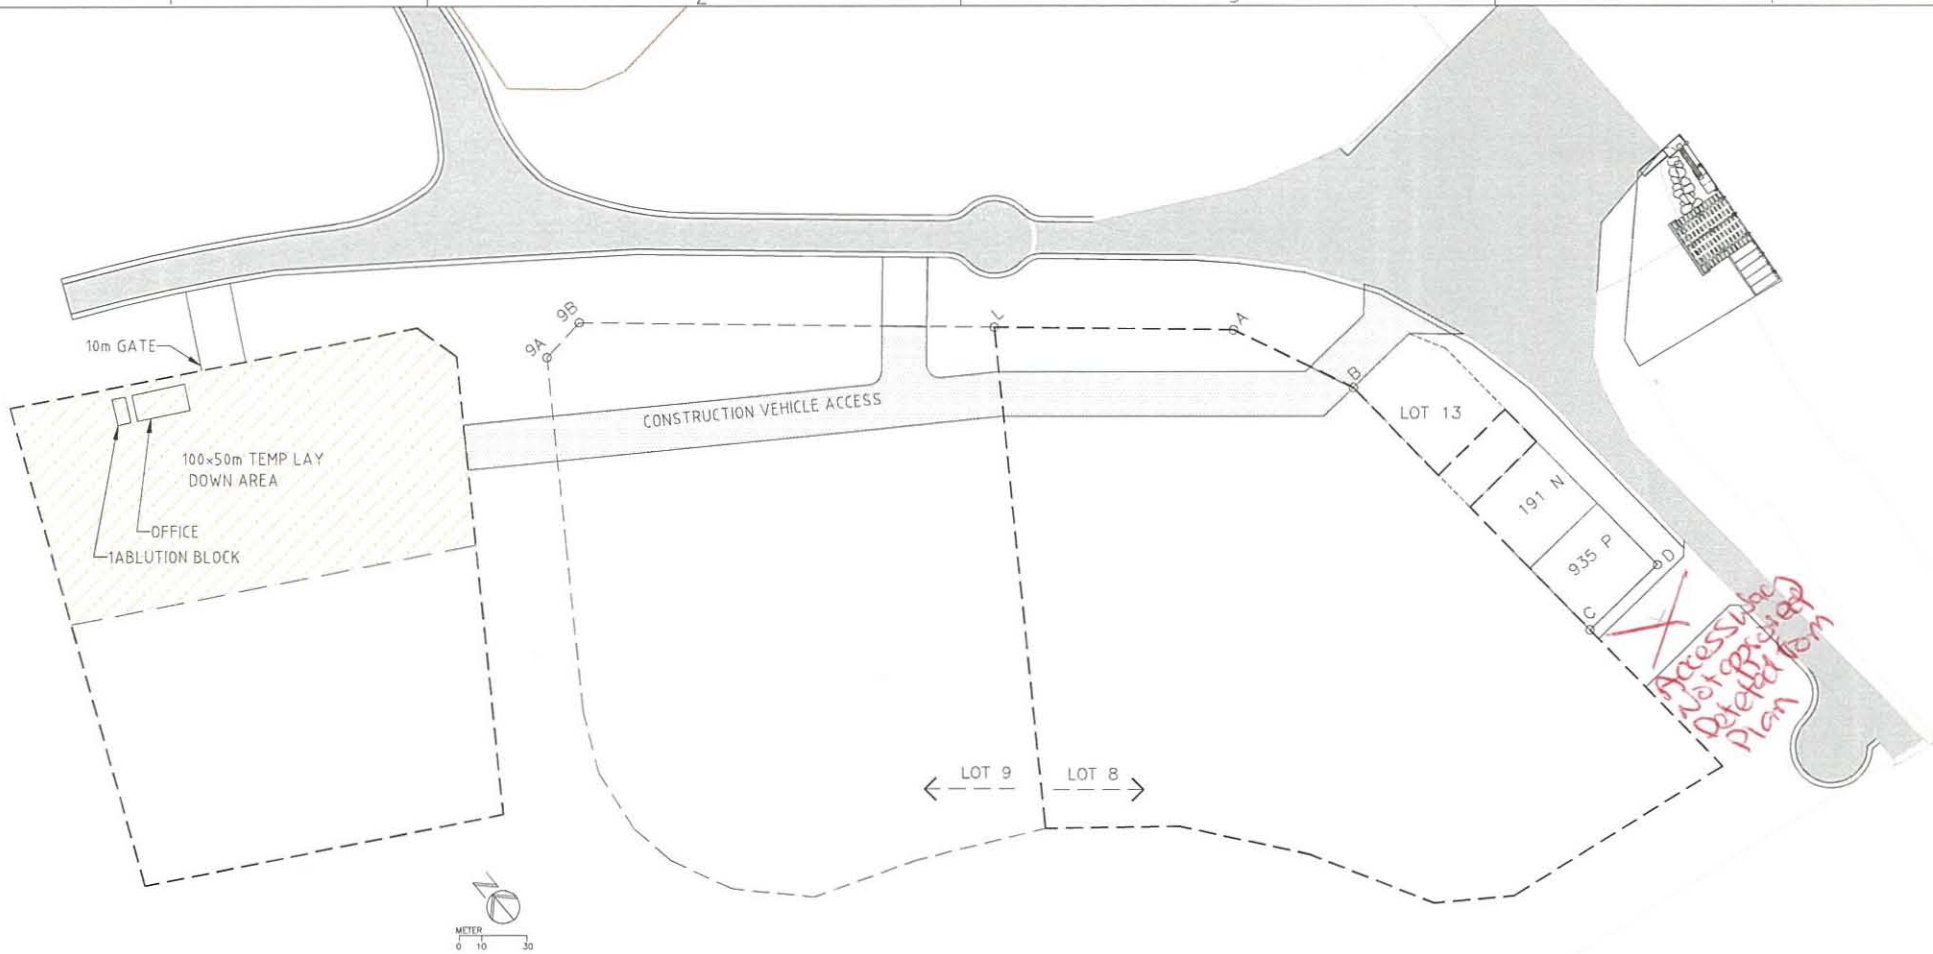 9B
9A
L
A
B
10m GATE
CONSTRUCTION VEHICLE ACCESS
LOT 13
100x50m TEMP LAY
DOWN AREA
191 N
935 P
D
C
OFFICE
1ABLUTION BLOCK
Accessway
Not approved
Deleted from
Plan
LOT 9
LOT 8
N
METER
0 10 30